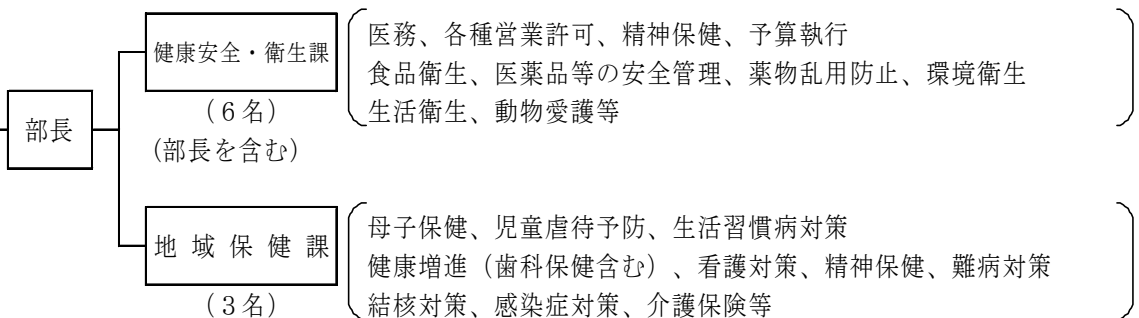 部長
健康安全・衛生課
(6名)
(部長を含む)
医務、各種営業許可、精神保健、予算執行
食品衛生、医薬品等の安全管理、薬物乱用防止、環境衛生
生活衛生、動物愛護等
地域保健課
(3名)
母子保健、児童虐待予防、生活習慣病対策
健康増進(歯科保健含む)、看護対策、精神保健、難病対策
結核対策、感染症対策、介護保険等